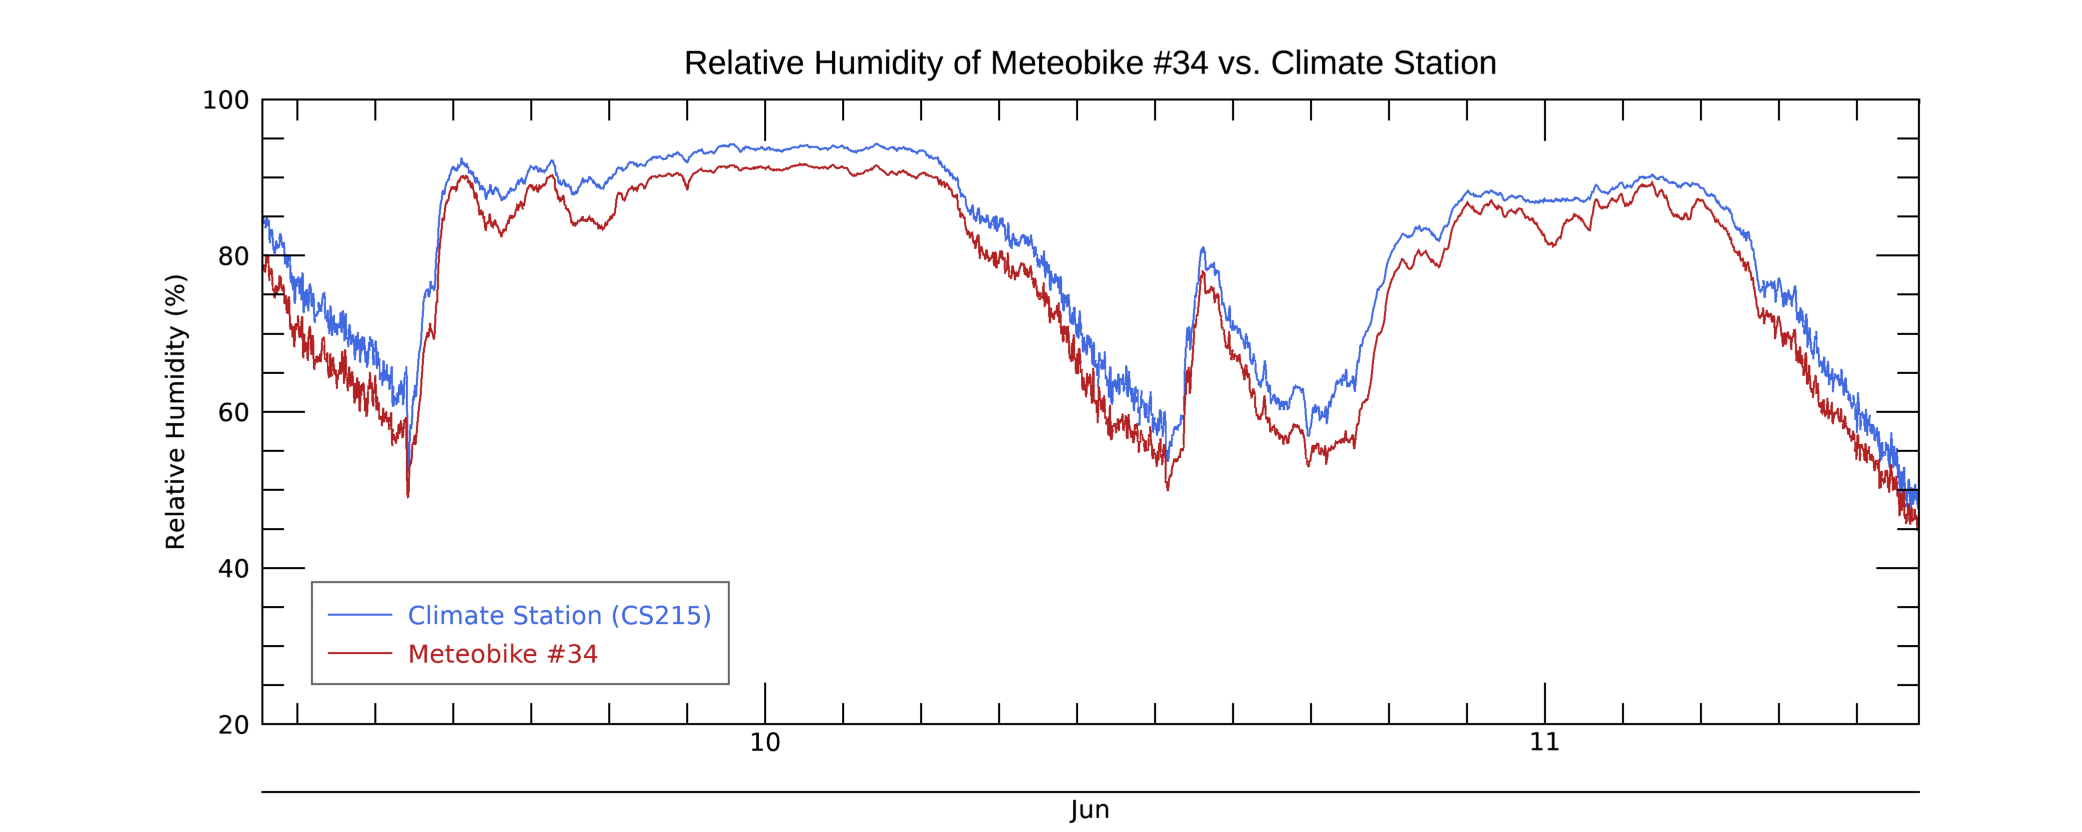 Relative Humidity of Meteobike #34 vs. Climate Station
100
80
60
40
20
Relative Humidity (%)
Climate Station (CS215)
Meteobike #34
10
11
Jun